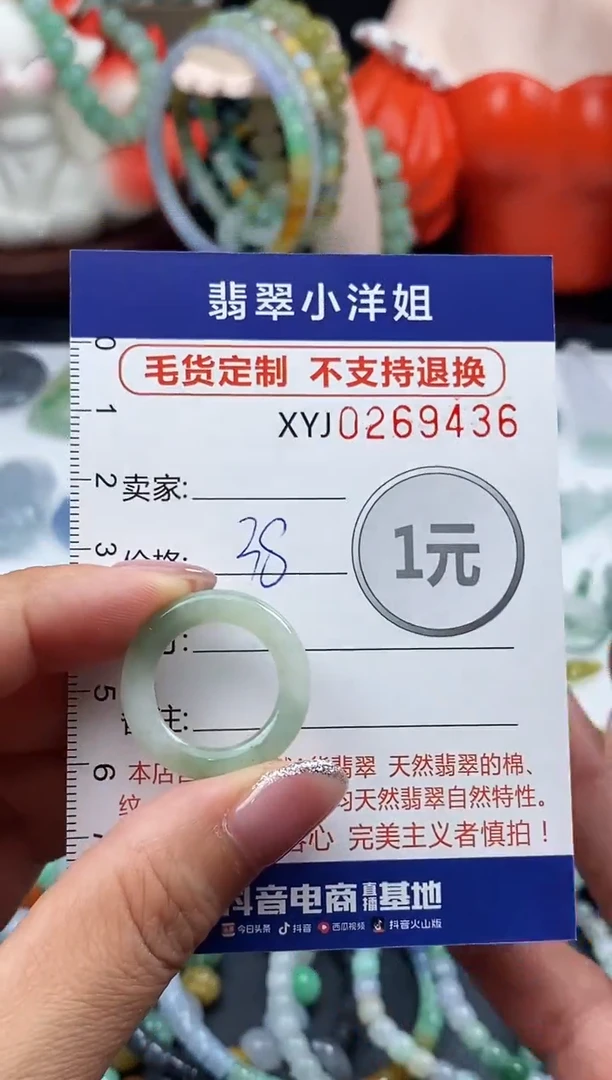 翡翠小洋姐
毛货定制 不支持退换
XYJ0269436
0
1
2
3
5
6
卖家:
价格: 38
1元
注:
本店 翡翠 天然翡翠的棉、
纹 均天然翡翠自然特性。
心 完美主义者慎拍!
抖音电商直播基地
今日头条 抖音 西瓜视频 抖音火山版